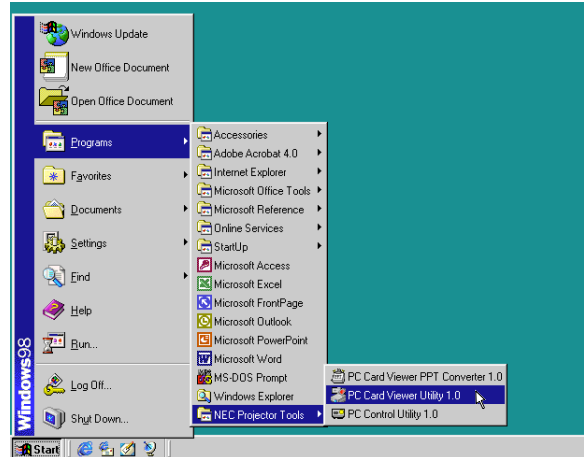 Windows Update
New Office Document
Open Office Document
Programs
Favorites
Documents
Settings
Find
Help
Run...
Log Off...
Shut Down...
Windows98
Accessories
Adobe Acrobat 4.0
Internet Explorer
Microsoft Office Tools
Microsoft Reference
Online Services
StartUp
Microsoft Access
Microsoft Excel
Microsoft FrontPage
Microsoft Outlook
Microsoft PowerPoint
Microsoft Word
MS-DOS Prompt
Windows Explorer
NEC Projector Tools
PC Card Viewer PPT Converter 1.0
PC Card Viewer Utility 1.0
PC Control Utility 1.0
Start